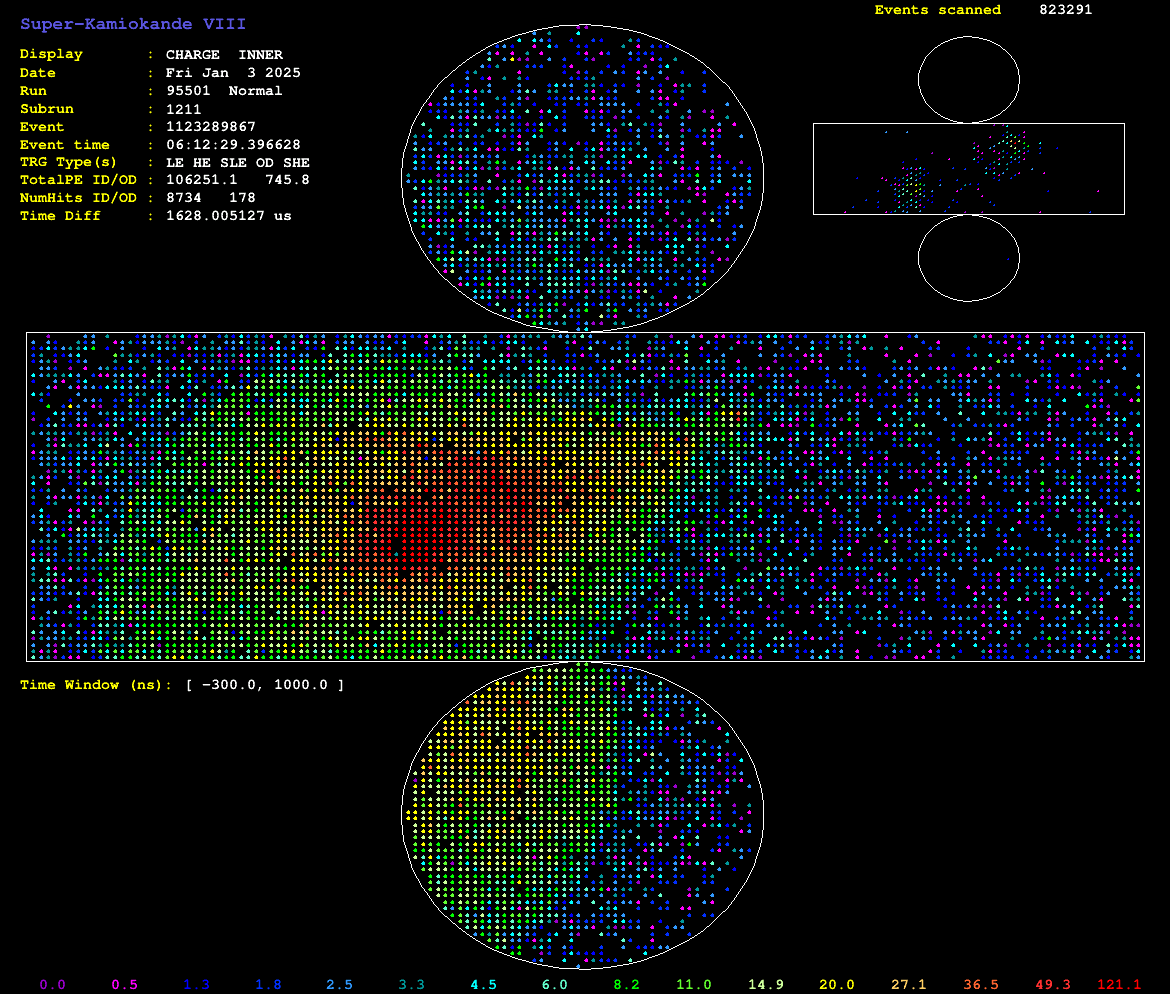 Super-Kamiokande VIII
Events scanned 823291
Display : CHARGE INNER
Date : Fri Jan 3 2025
Run : 95501 Normal
Subrun : 1211
Event : 1123289867
Event time : 06:12:29.396628
TRG Type(s) : LE HE SLE OD SHE
TotalPE ID/OD : 106251.1 745.8
NumHits ID/OD : 8734 178
Time Diff : 1628.005127 us
Time Window (ns): [ −300.0, 1000.0 ]
0.0 0.5 1.3 1.8 2.5 3.3 4.5 6.0 8.2 11.0 14.9 20.0 27.1 36.5 49.3 121.1